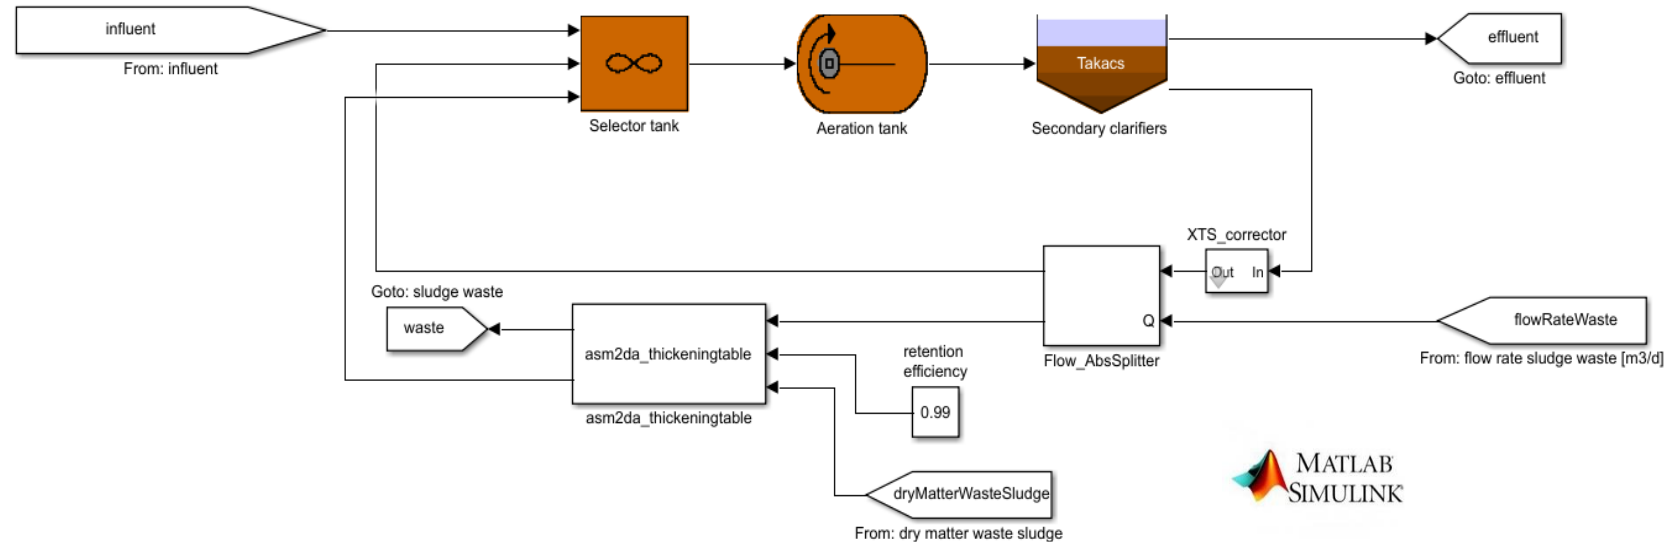 influent
From: influent
Selector tank
Aeration tank
Takacs
Secondary clarifiers
effluent
Goto: effluent
XTS_corrector
Out In
Q
Flow_AbsSplitter
flowRateWaste
From: flow rate sludge waste [m3/d]
Goto: sludge waste
waste
asm2da_thickeningtable
asm2da_thickeningtable
retention
efficiency
0.99
dryMatterWasteSludge
From: dry matter waste sludge
MATLAB
SIMULINK®